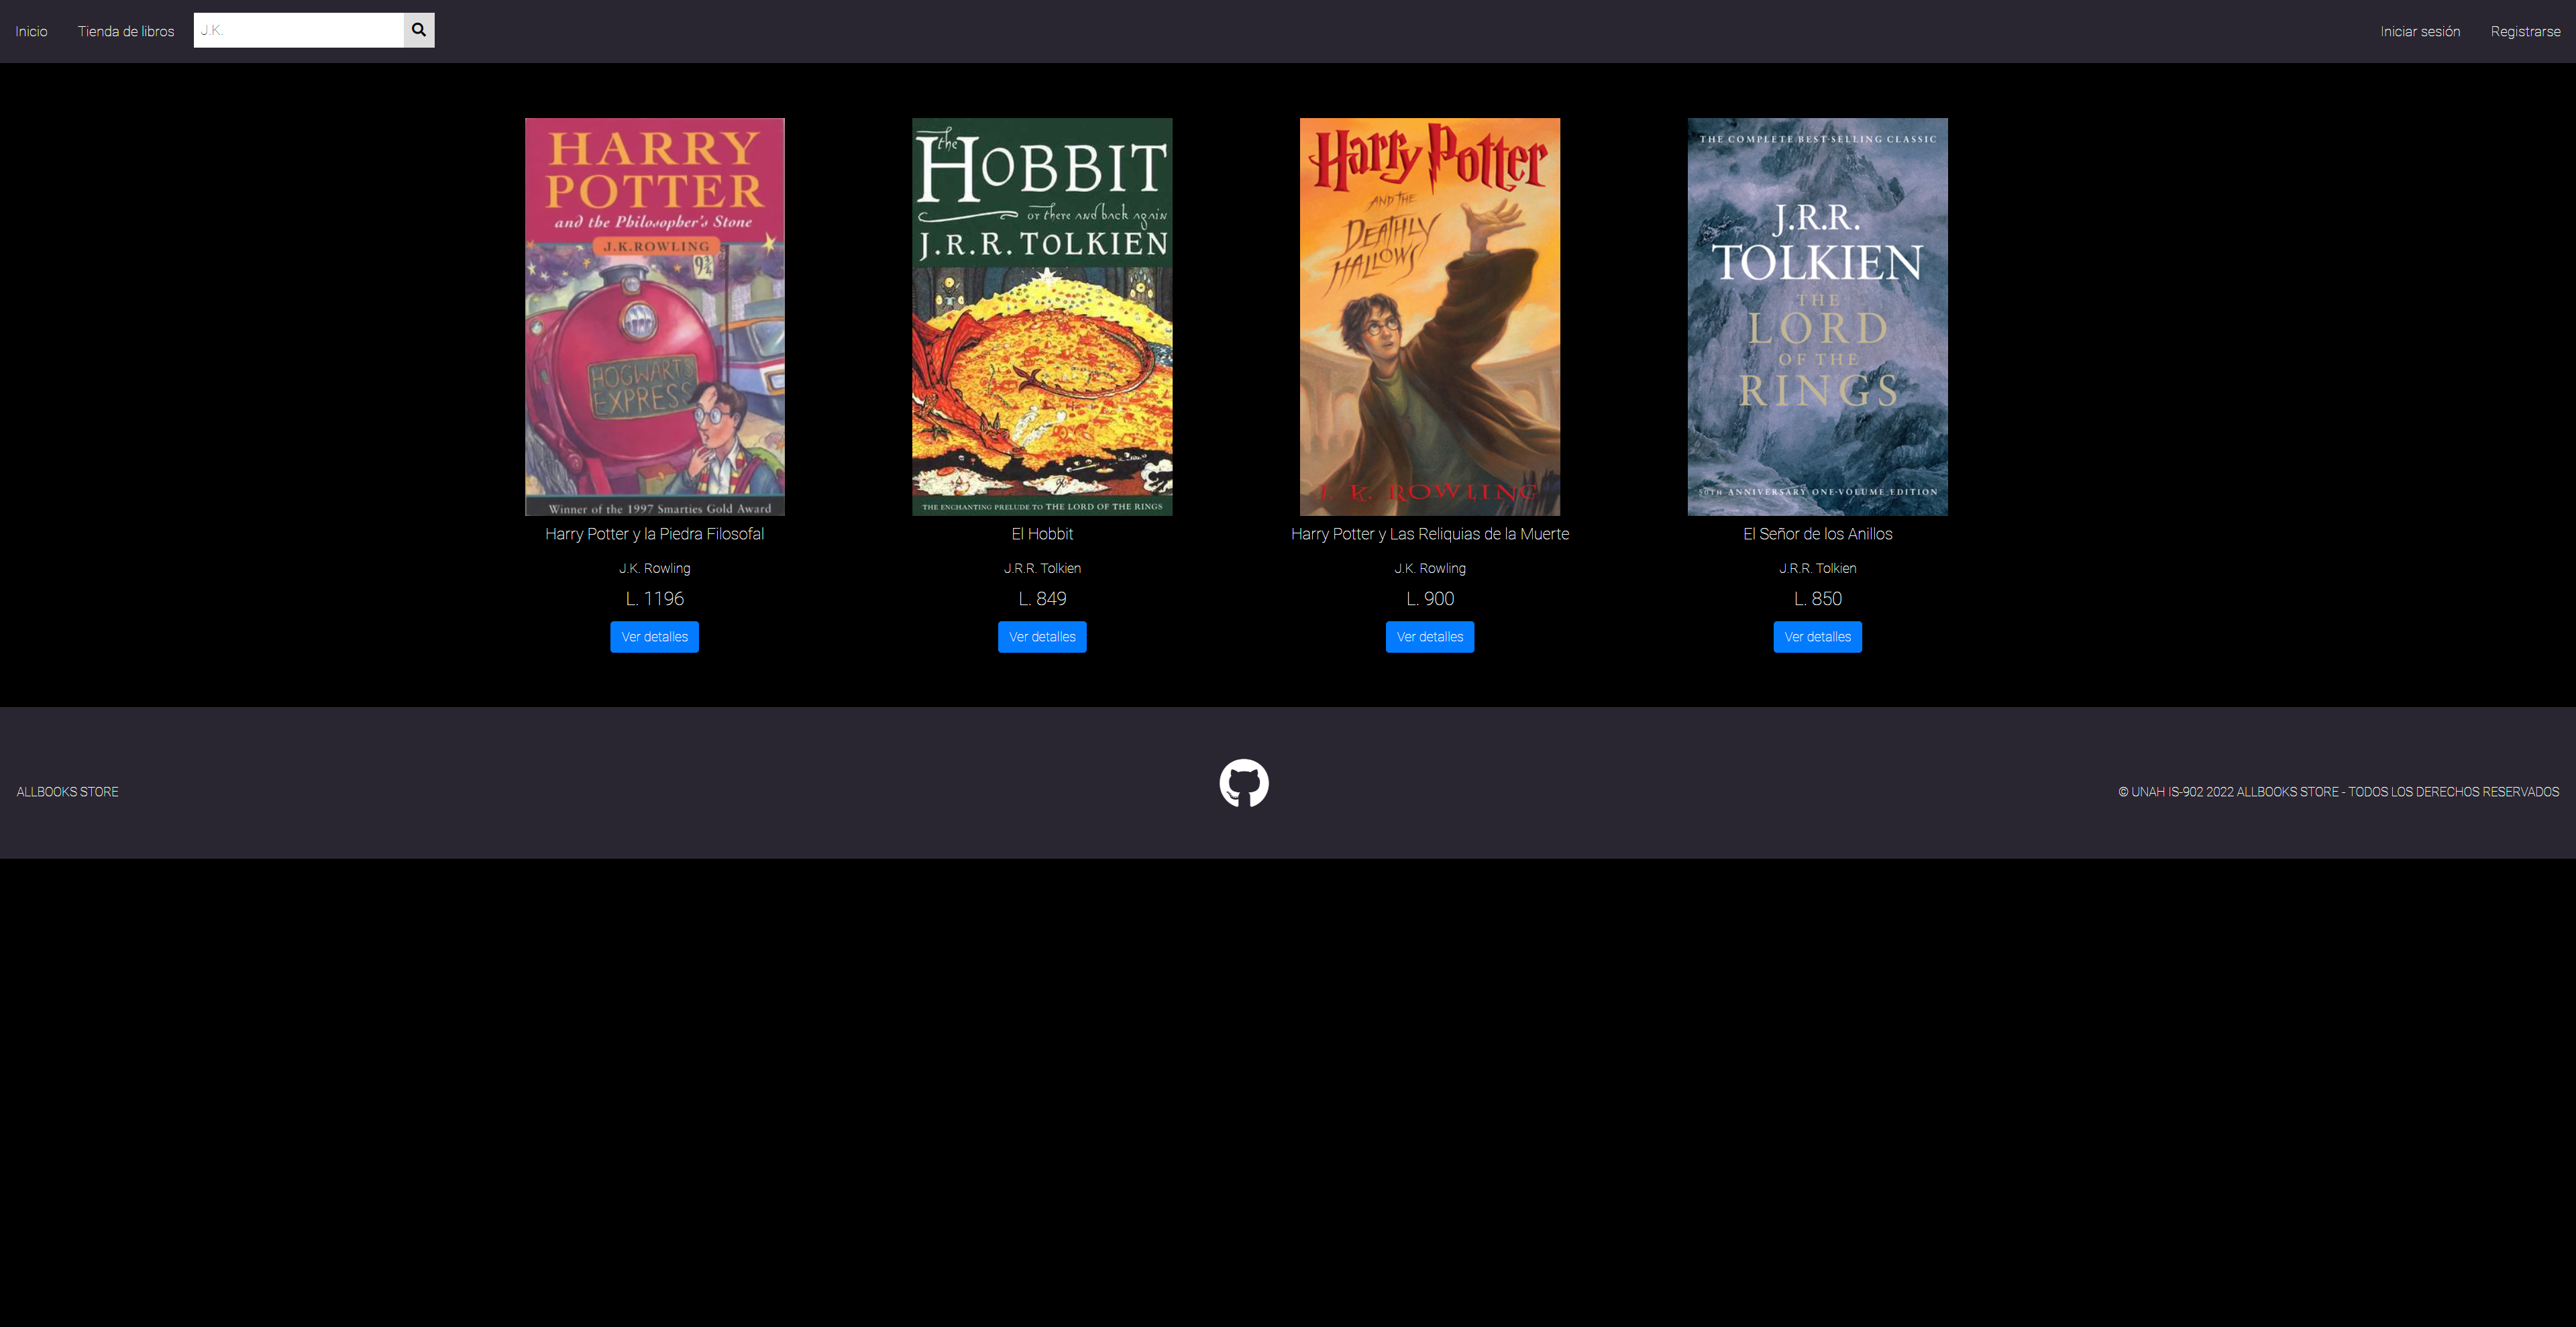 Inicio
Tienda de libros
J.K.
Iniciar sesión
Registrarse
HARRY
POTTER
and the Philosopher's Stone
J.K.ROWLING
9¾
HOGWARTS
EXPRESS
Winner of the 1997 Smarties Gold Award
Harry Potter y la Piedra Filosofal
J.K. Rowling
L. 1196
Ver detalles
the
HOBBIT
or there and back again
J.R.R. TOLKIEN
THE ENCHANTING PRELUDE TO THE LORD OF THE RINGS
El Hobbit
J.R.R. Tolkien
L. 849
Ver detalles
Harry Potter
AND THE
DEATHLY
HALLOWS
J. K. ROWLING
Harry Potter y Las Reliquias de la Muerte
J.K. Rowling
L. 900
Ver detalles
THE COMPLETE BEST-SELLING CLASSIC
J.R.R.
TOLKIEN
THE
LORD
OF THE
RINGS
50TH ANNIVERSARY ONE-VOLUME EDITION
El Señor de los Anillos
J.R.R. Tolkien
L. 850
Ver detalles
ALLBOOKS STORE
© UNAH IS-902 2022 ALLBOOKS STORE - TODOS LOS DERECHOS RESERVADOS